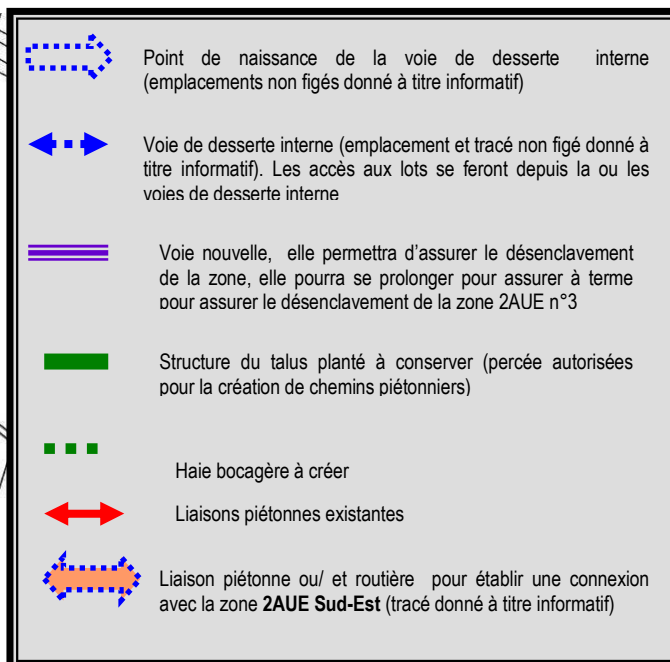 Point de naissance de la voie de desserte interne
(emplacements non figés donné à titre informatif)
Voie de desserte interne (emplacement et tracé non figé donné à
titre informatif). Les accès aux lots se feront depuis la ou les
voies de desserte interne
Voie nouvelle, elle permettra d'assurer le désenclavement
de la zone, elle pourra se prolonger pour assurer à terme
pour assurer le désenclavement de la zone 2AUE n°3
Structure du talus planté à conserver (percée autorisées
pour la création de chemins piétonniers)
Haie bocagère à créer
Liaisons piétonnes existantes
Liaison piétonne ou/ et routière pour établir une connexion
avec la zone 2AUE Sud-Est (tracé donné à titre informatif)